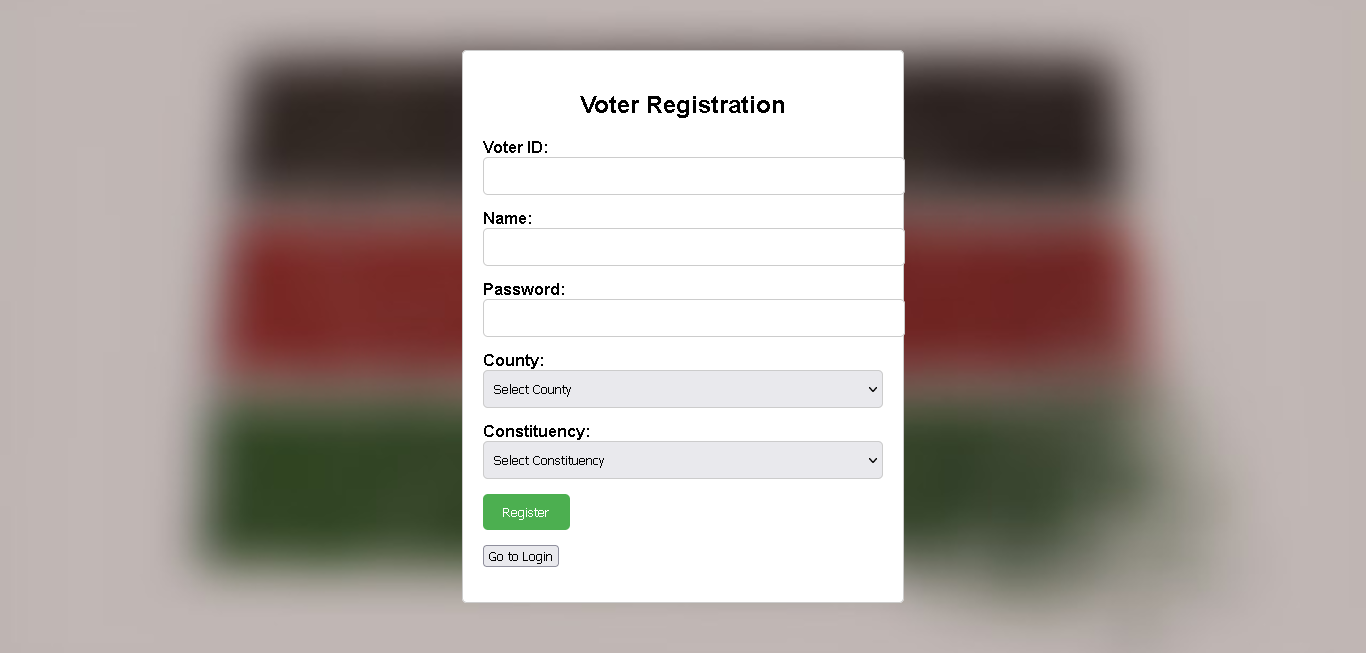 Voter Registration
Voter ID:
Name:
Password:
County:
Select County
Constituency:
Select Constituency
Register
Go to Login